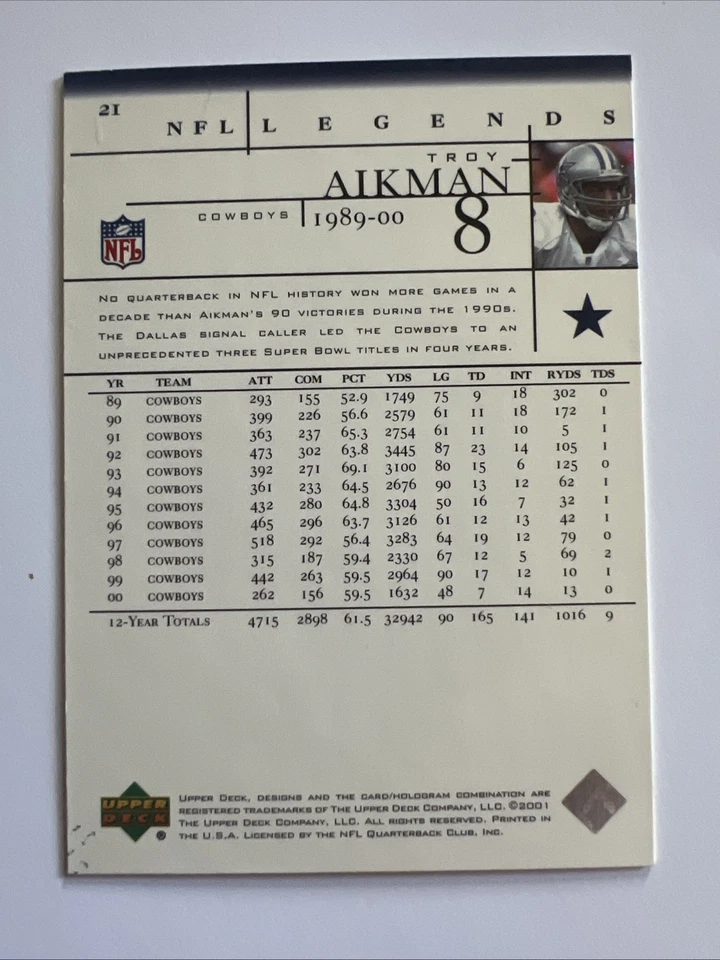 21
NFL LEGENDS
TROY
AIKMAN
COWBOYS 1989-00 8
NFL
No quarterback in NFL history won more games in a
decade than Aikman's 90 victories during the 1990s.
The Dallas signal caller led the Cowboys to an
unprecedented three Super Bowl titles in four years.
YR TEAM ATT COM PCT YDS LG TD INT RYDS TDS
89 COWBOYS 293 155 52.9 1749 75 9 18 302 0
90 COWBOYS 399 226 56.6 2579 61 11 18 172 1
91 COWBOYS 363 237 65.3 2754 61 11 10 5 1
92 COWBOYS 473 302 63.8 3445 87 23 14 105 1
93 COWBOYS 392 271 69.1 3100 80 15 6 125 0
94 COWBOYS 361 233 64.5 2676 90 13 12 62 1
95 COWBOYS 432 280 64.8 3304 50 16 7 32 1
96 COWBOYS 465 296 63.7 3126 61 12 13 42 1
97 COWBOYS 518 292 56.4 3283 64 19 12 79 0
98 COWBOYS 315 187 59.4 2330 67 12 5 69 2
99 COWBOYS 442 263 59.5 2964 90 17 12 10 1
00 COWBOYS 262 156 59.5 1632 48 7 14 13 0
12-Year Totals 4715 2898 61.5 32942 90 165 141 1016 9
UPPER
DECK ®
Upper Deck, designs and the card/hologram combination are
registered trademarks of The Upper Deck Company, LLC. ©2001
The Upper Deck Company, LLC. All rights reserved. Printed in
the U.S.A. Licensed by the NFL Quarterback Club, Inc.